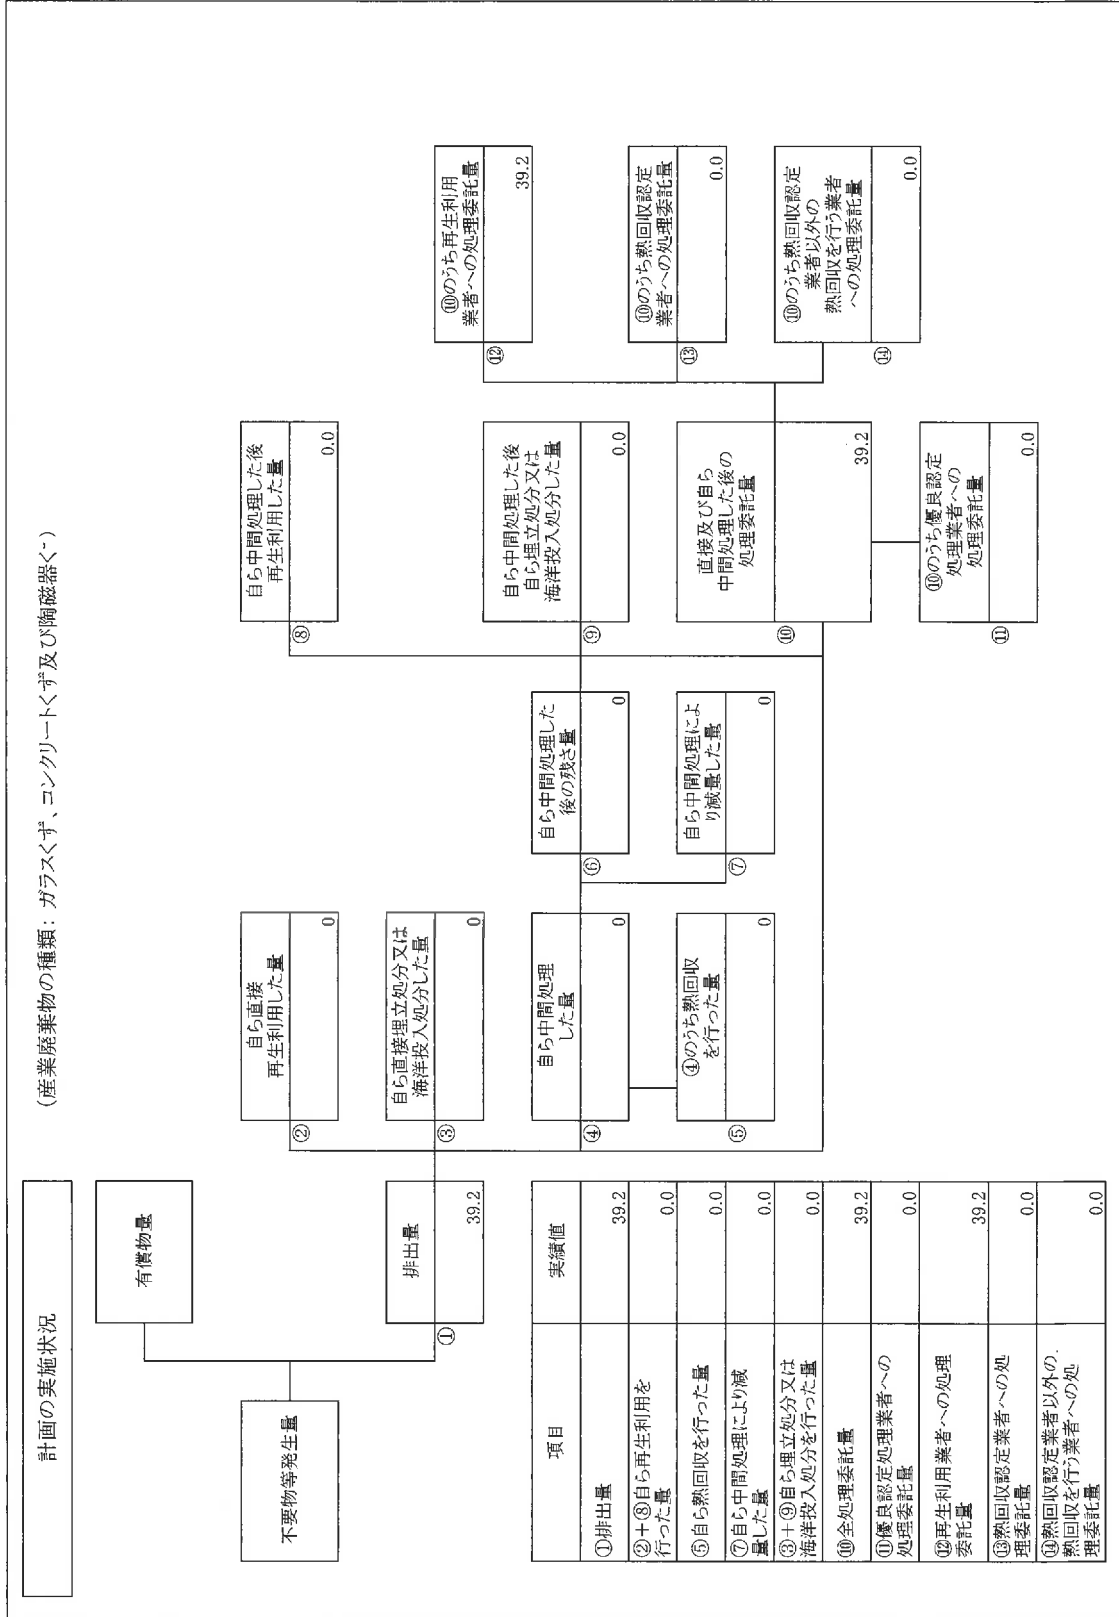 計画の実施状況
(産業廃棄物の種類: ガラスくず、コンクリートくず及び陶磁器く)
不要物等発生量
有償物量
①
排出量
39.2
②
自ら直接
再生利用した量
0
③
自ら直接埋立処分又は
海洋投入処分した量
0
④
自ら中間処理
した量
0
⑤
④のうち熱回収
を行った量
0
⑥
自ら中間処理した
後の残さ量
0
⑦
自ら中間処理によ
り減量した量
0
⑧
自ら中間処理した後
再生利用した量
0.0
⑨
自ら中間処理した後
自ら埋立処分又は
海洋投入処分した量
0.0
⑩
直接及び自ら
中間処理した後の
処理委託量
39.2
⑪
⑩のうち優良認定
処理業者への
処理委託量
0.0
⑫
⑩のうち再生利用
業者への処理委託量
39.2
⑬
⑩のうち熱回収認定
業者への処理委託量
0.0
⑭
⑩のうち熱回収認定
業者以外の
熱回収を行う業者
への処理委託量
0.0
項目 実績値
①排出量 39.2
②+⑧自ら再生利用を
行った量 0.0
⑤自ら熱回収を行った量 0.0
⑦自ら中間処理により減
量した量 0.0
③+⑨自ら埋立処分又は
海洋投入処分を行った量 0.0
⑩全処理委託量 39.2
⑪優良認定処理業者への
処理委託量 0.0
⑫再生利用業者への処理
委託量 39.2
⑬熱回収認定業者への処
理委託量 0.0
⑭熱回収認定業者以外の
熱回収を行う業者への処
理委託量 0.0